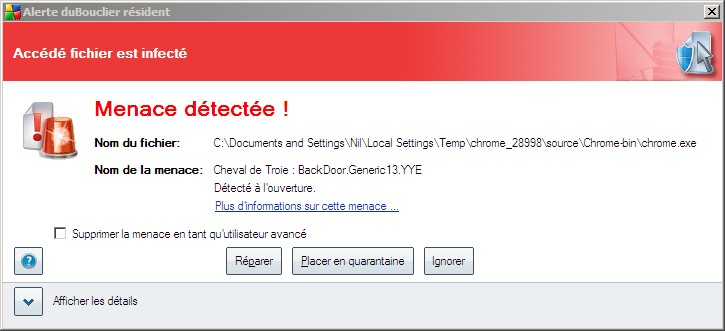 Alerte duBouclier résident
Accédé fichier est infecté
Menace détectée !
Nom du fichier: C:\Documents and Settings\Nil\Local Settings\Temp\chrome_28998\source\Chrome-bin\chrome.exe
Nom de la menace: Cheval de Troie : BackDoor.Generic13.YYE
Détecté à l'ouverture.
Plus d'informations sur cette menace ...
Supprimer la menace en tant qu'utilisateur avancé
? Réparer Placer en quarantaine Ignorer
Afficher les détails